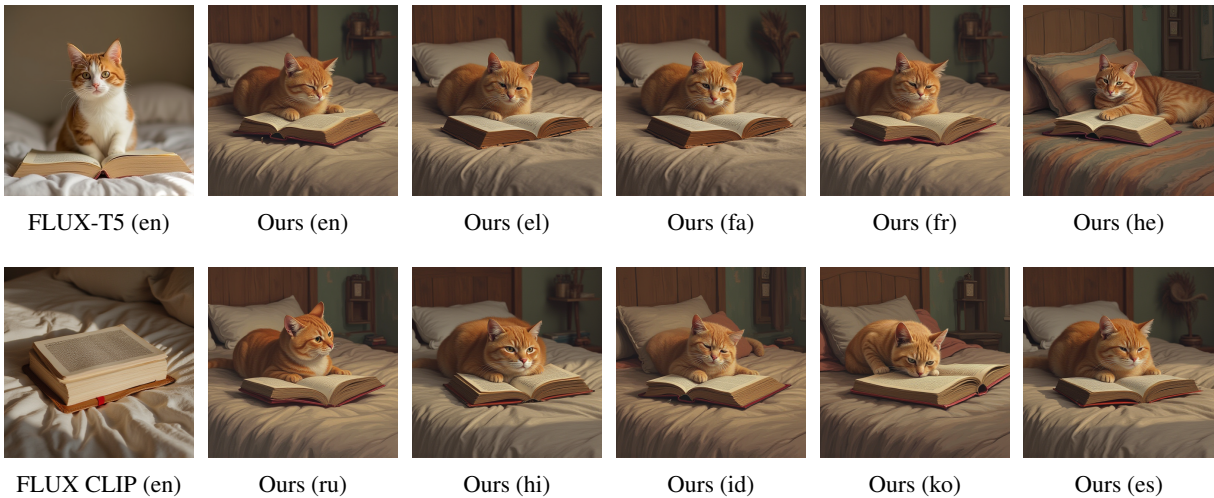 FLUX-T5 (en)
Ours (en)
Ours (el)
Ours (fa)
Ours (fr)
Ours (he)
FLUX CLIP (en)
Ours (ru)
Ours (hi)
Ours (id)
Ours (ko)
Ours (es)